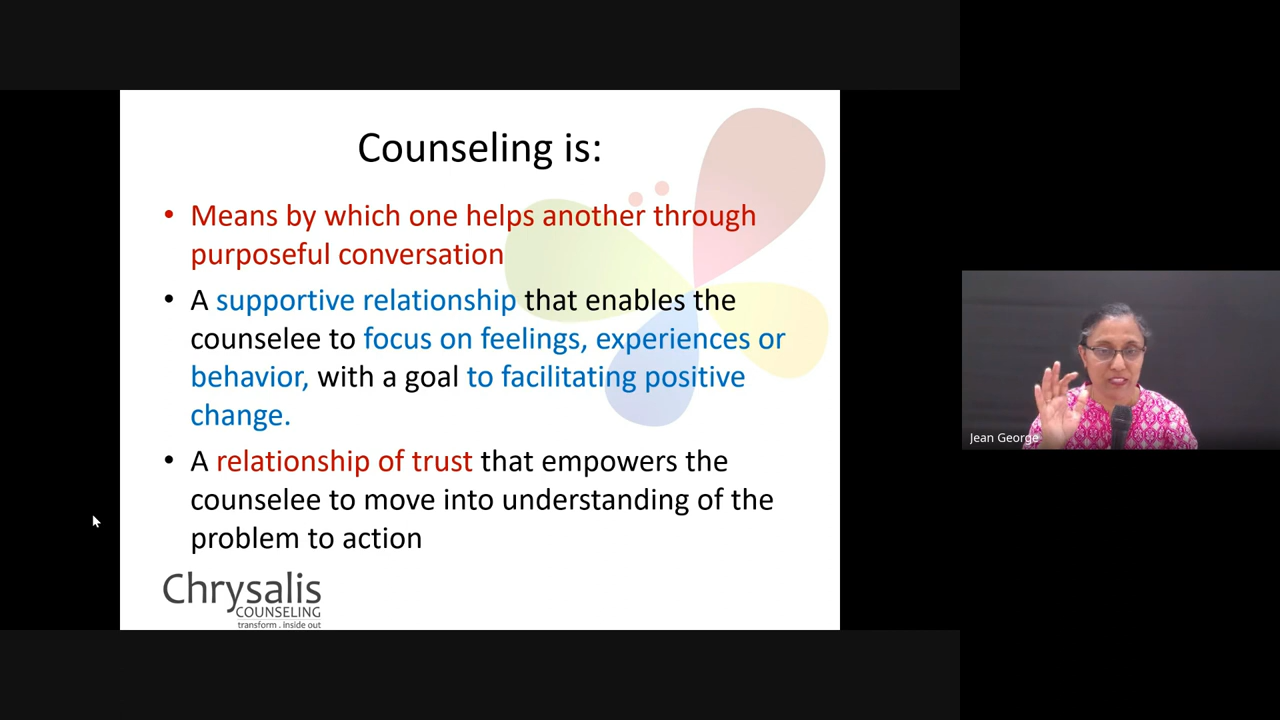 Counseling is:
• Means by which one helps another through
purposeful conversation
• A supportive relationship that enables the
counselee to focus on feelings, experiences or
behavior, with a goal to facilitating positive
change.
• A relationship of trust that empowers the
counselee to move into understanding of the
problem to action
Chrysalis
COUNSELING
transform . inside out
Jean George